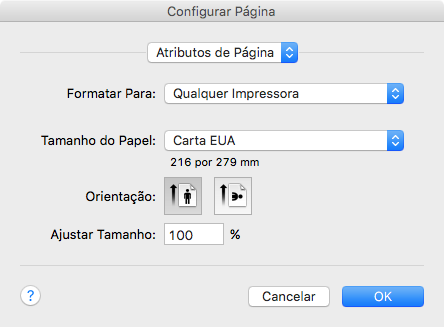 Configurar Página
Atributos de Página
Formatar Para: Qualquer Impressora
Tamanho do Papel: Carta EUA
216 por 279 mm
Orientação:
Ajustar Tamanho: 100 %
? Cancelar OK